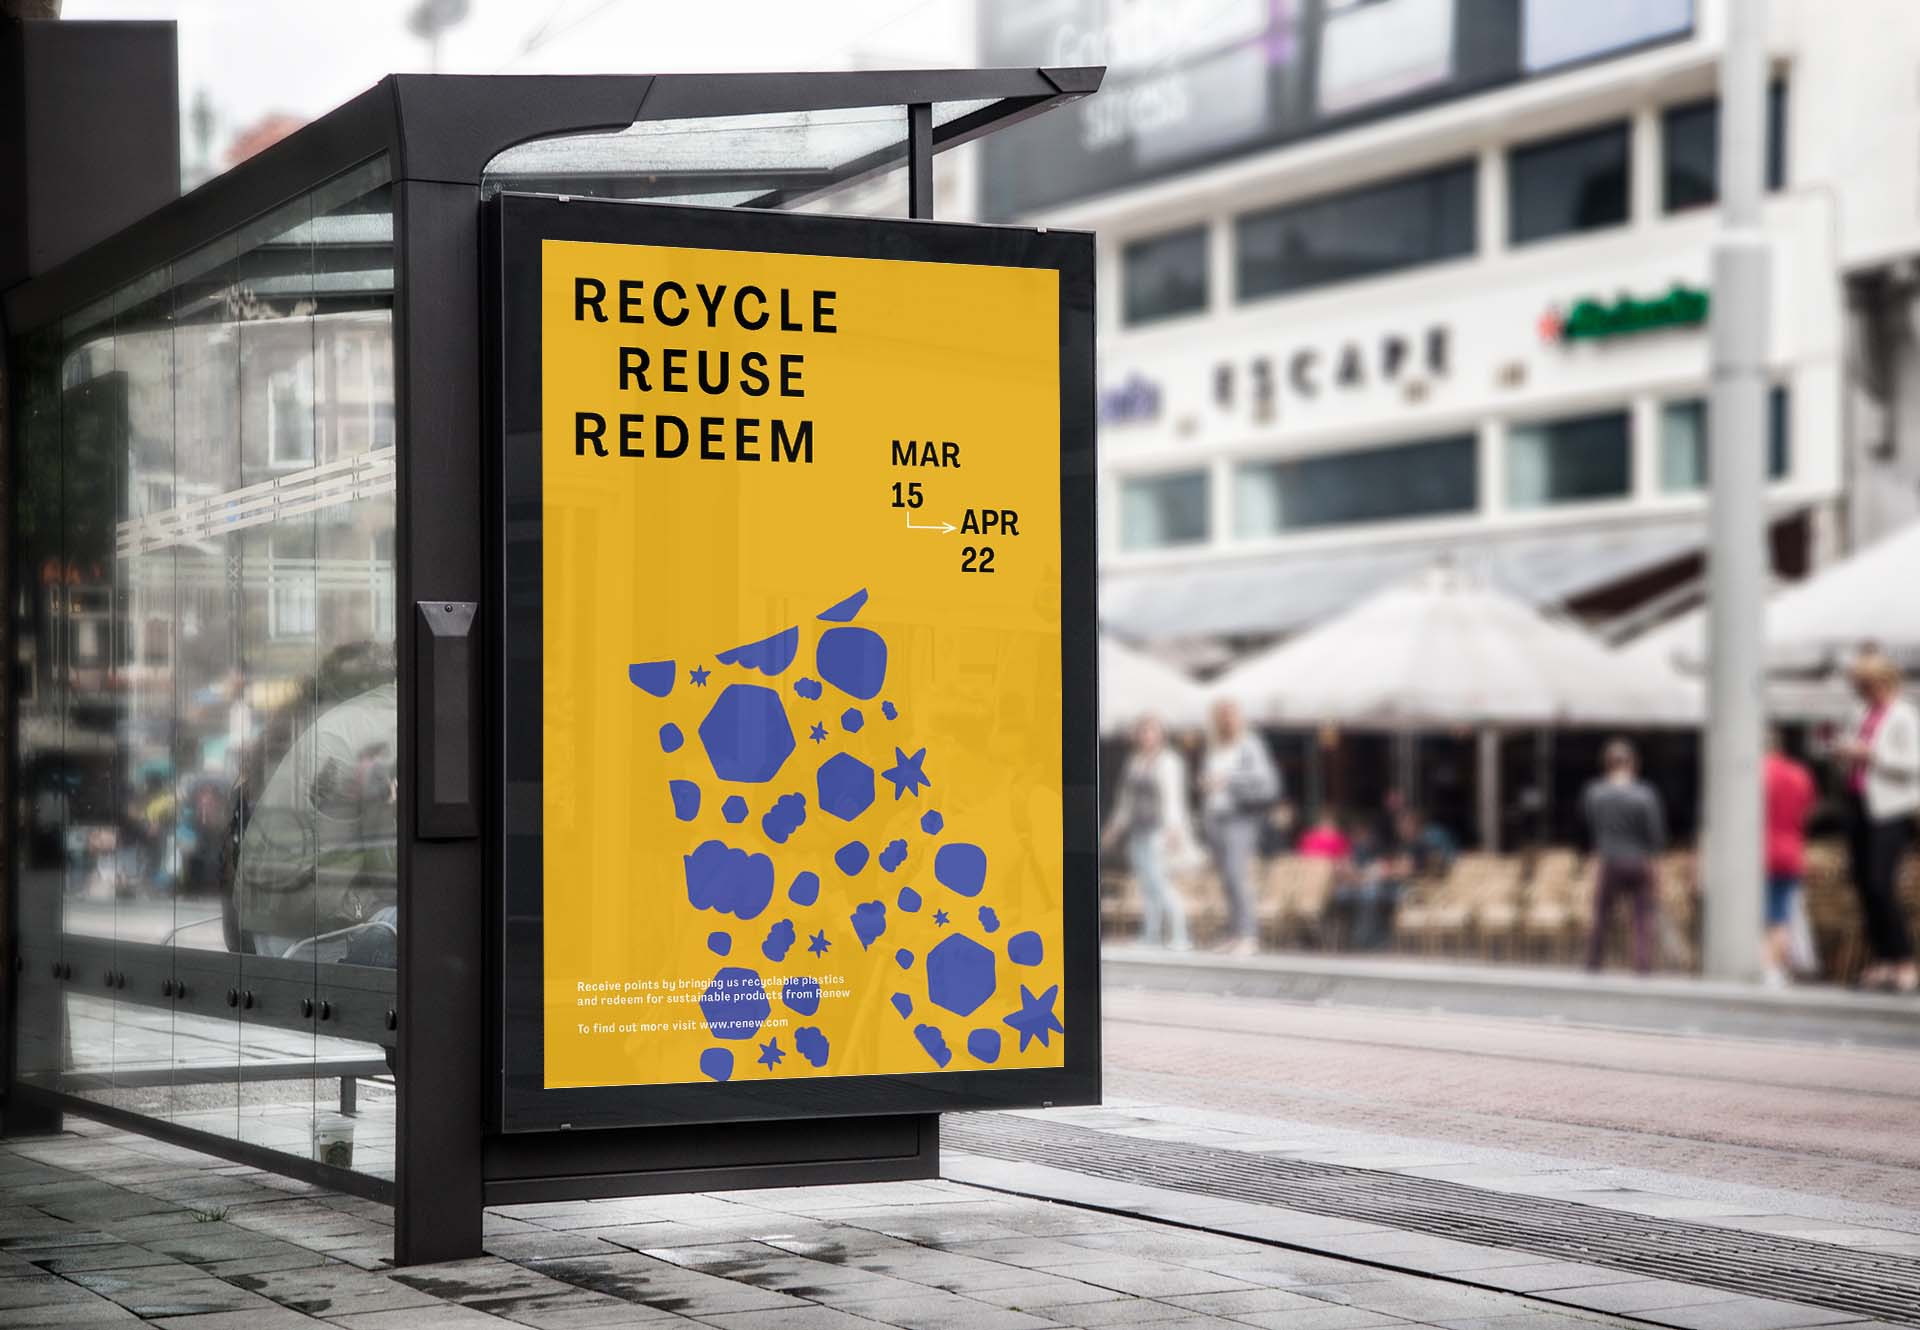 RECYCLE
REUSE
REDEEM
MAR
15
APR
22
Receive points by bringing us recyclable plastics
and redeem for sustainable products from Renew
To find out more visit www.renew.com
ESCAPE
Heineken